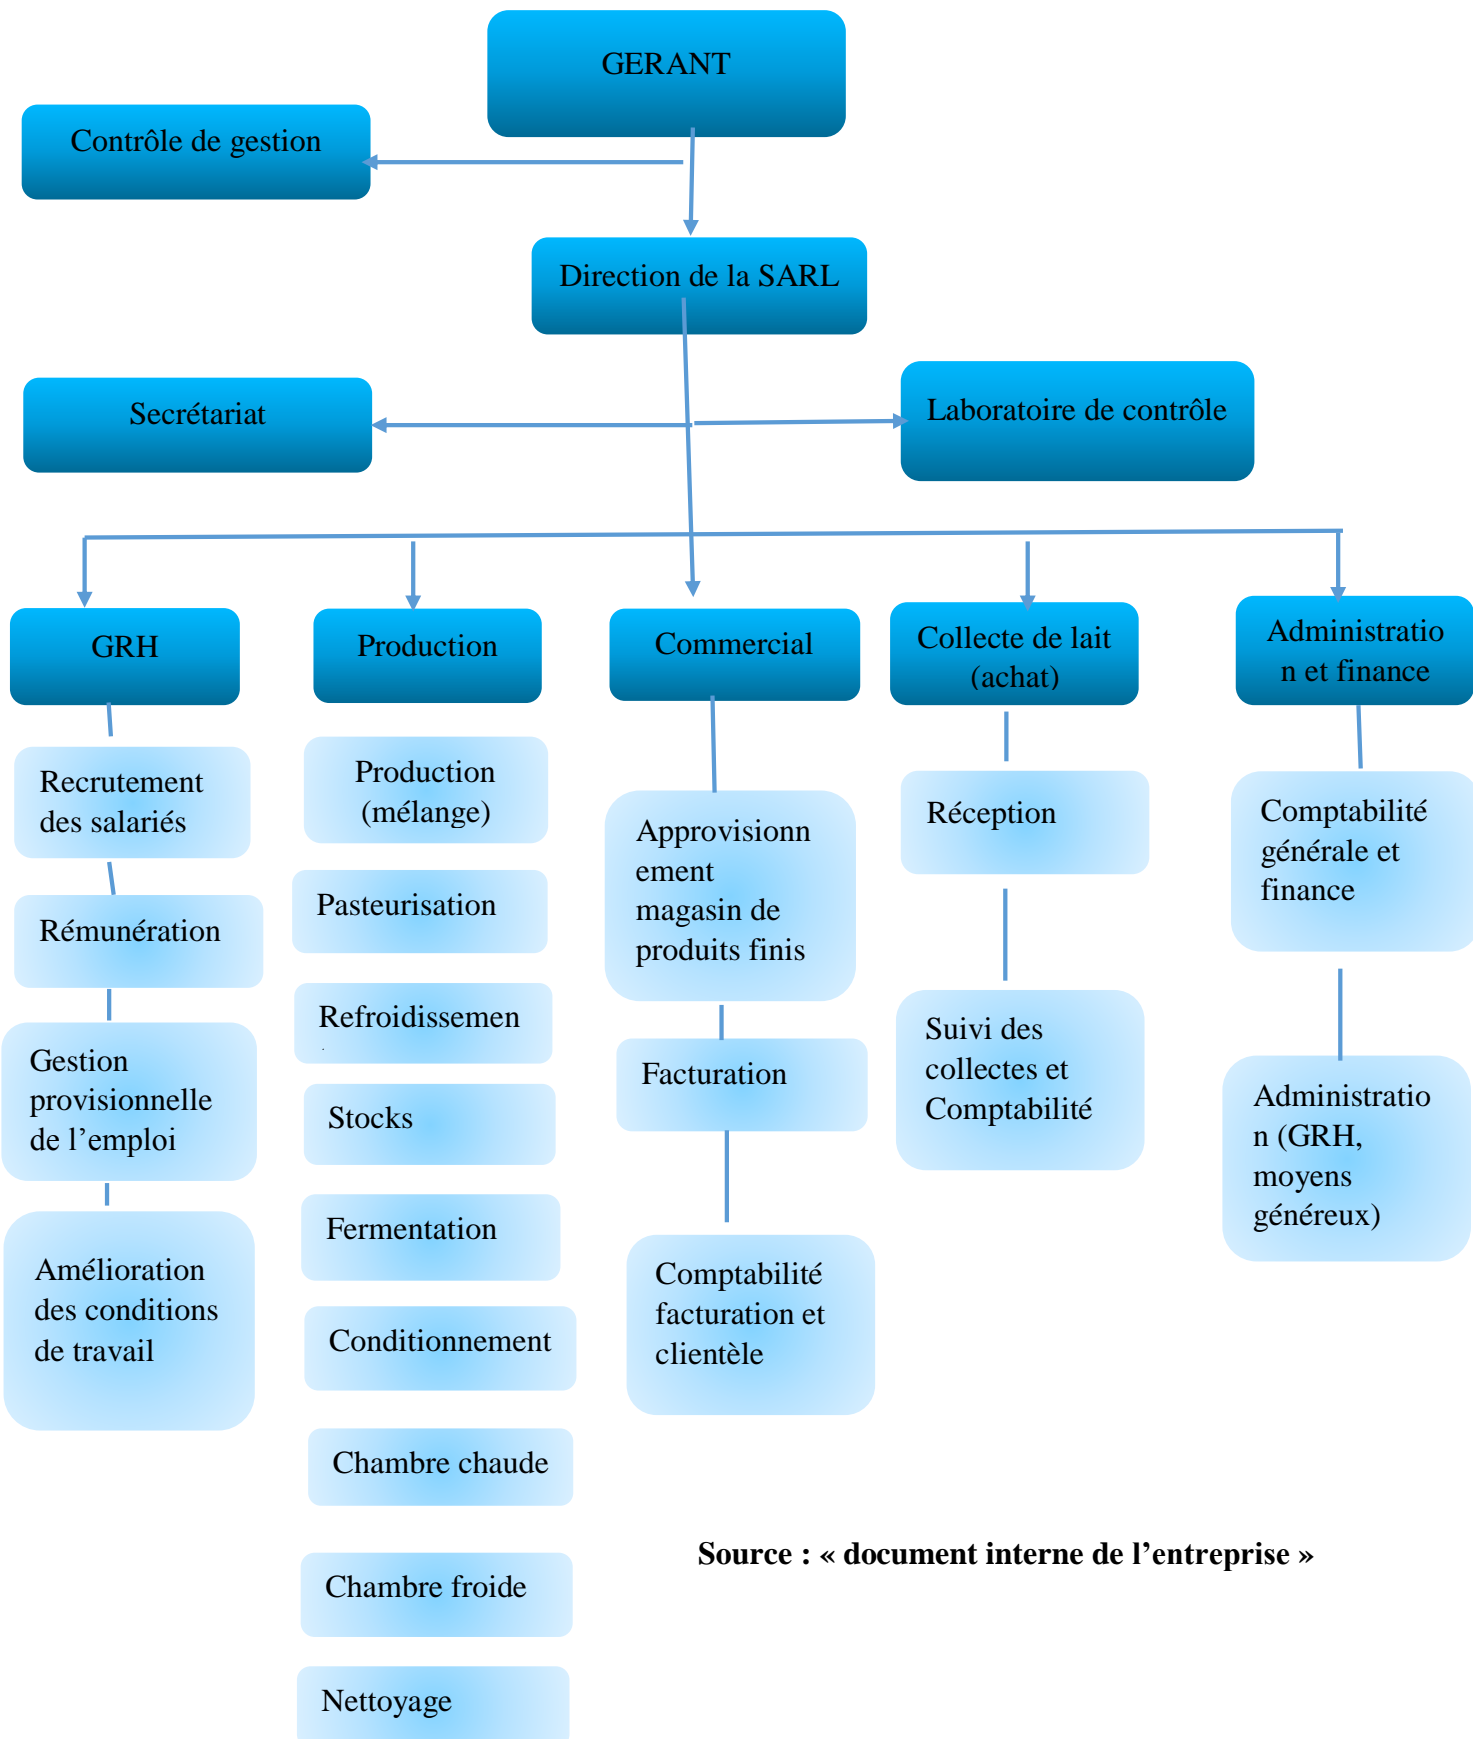 GERANT
Contrôle de gestion
Direction de la SARL
Secrétariat
Laboratoire de contrôle
GRH
Production
Commercial
Collecte de lait
(achat)
Administratio
n et finance
Recrutement
des salariés
Rémunération
Gestion
provisionnelle
de l’emploi
Amélioration
des conditions
de travail
Production
(mélange)
Pasteurisation
Refroidissemen
Stocks
Fermentation
Conditionnement
Chambre chaude
Chambre froide
Nettoyage
Approvisionn
ement
magasin de
produits finis
Facturation
Comptabilité
facturation et
clientèle
Réception
Suivi des
collectes et
Comptabilité
Comptabilité
générale et
finance
Administratio
n (GRH,
moyens
généreux)
Source : « document interne de l’entreprise »